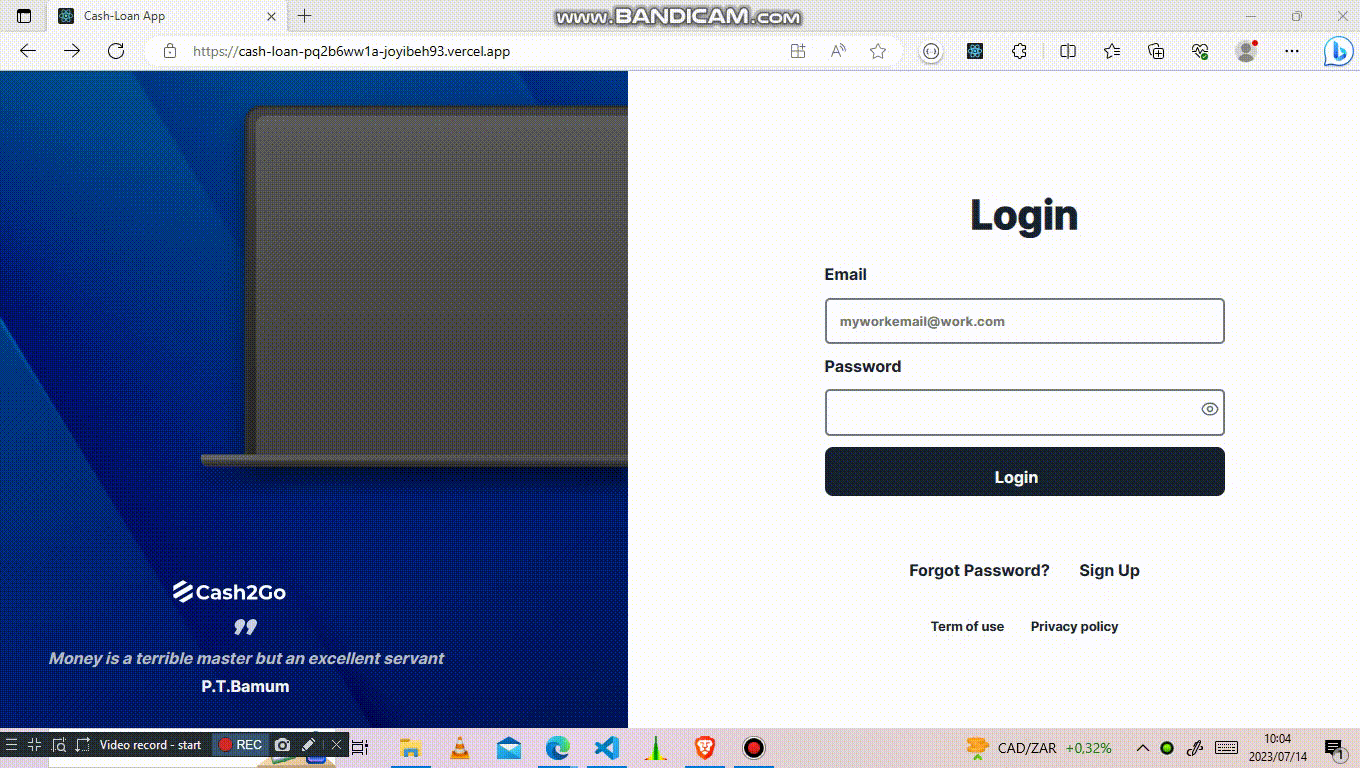 Cash-Loan App
www.BANDICAM.com
https://cash-loan-pq2b6ww1a-joyibeh93.vercel.app
Login
Email
myworkemail@work.com
Password
Login
Forgot Password? Sign Up
Term of use Privacy policy
Cash2Go
Money is a terrible master but an excellent servant
P.T.Bamum
Video record - start REC
CAD/ZAR +0,32%
10:04
2023/07/14
1